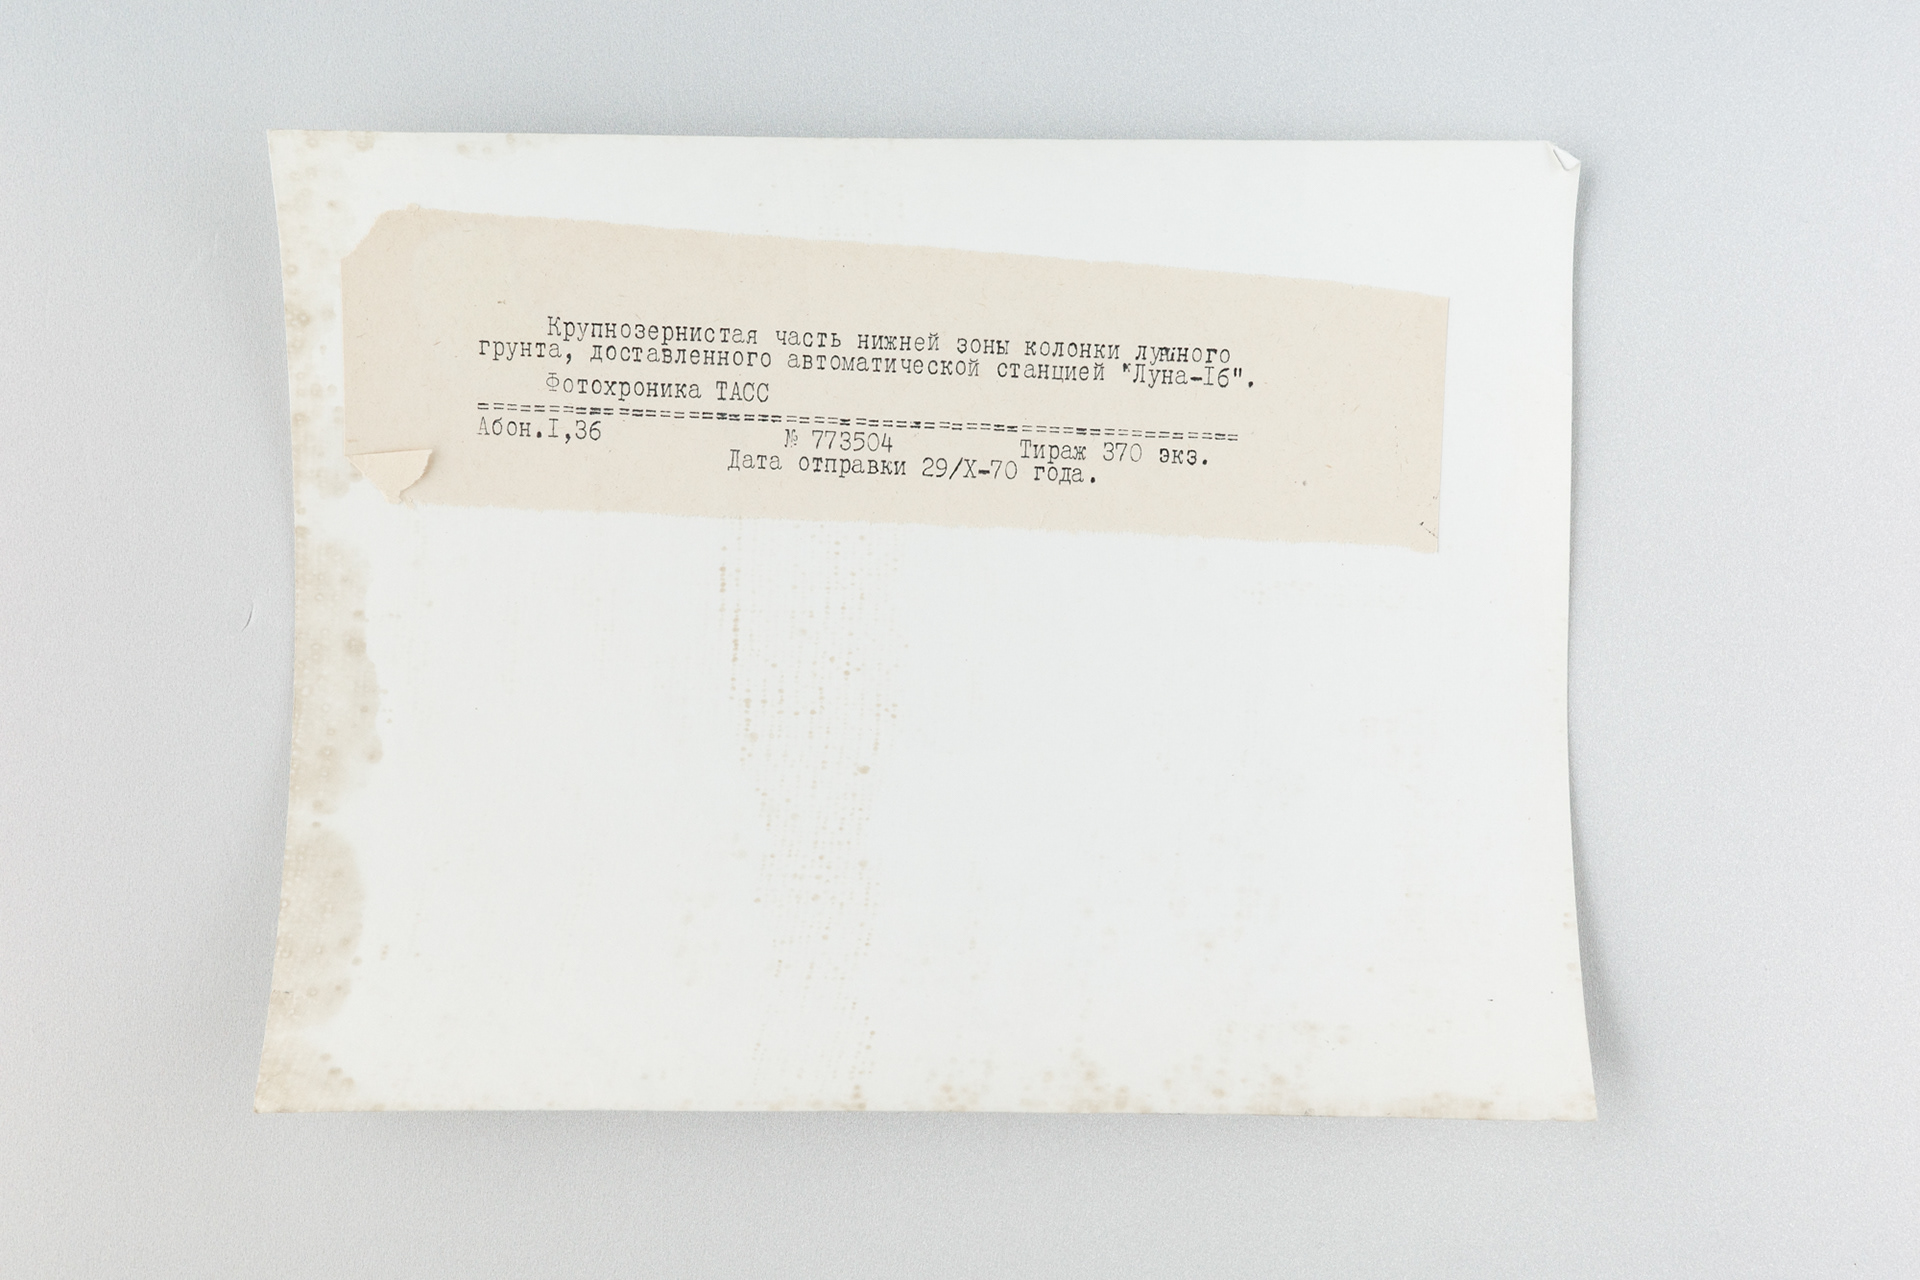 Крупнозернистая часть нижней зоны колонки лунного
грунта, доставленного автоматической станцией "Луна-I6".
Фотохроника ТАСС
=======================================================
Абон.I,36 № 773504 Тираж 370 экз.
Дата отправки 29/X-70 года.